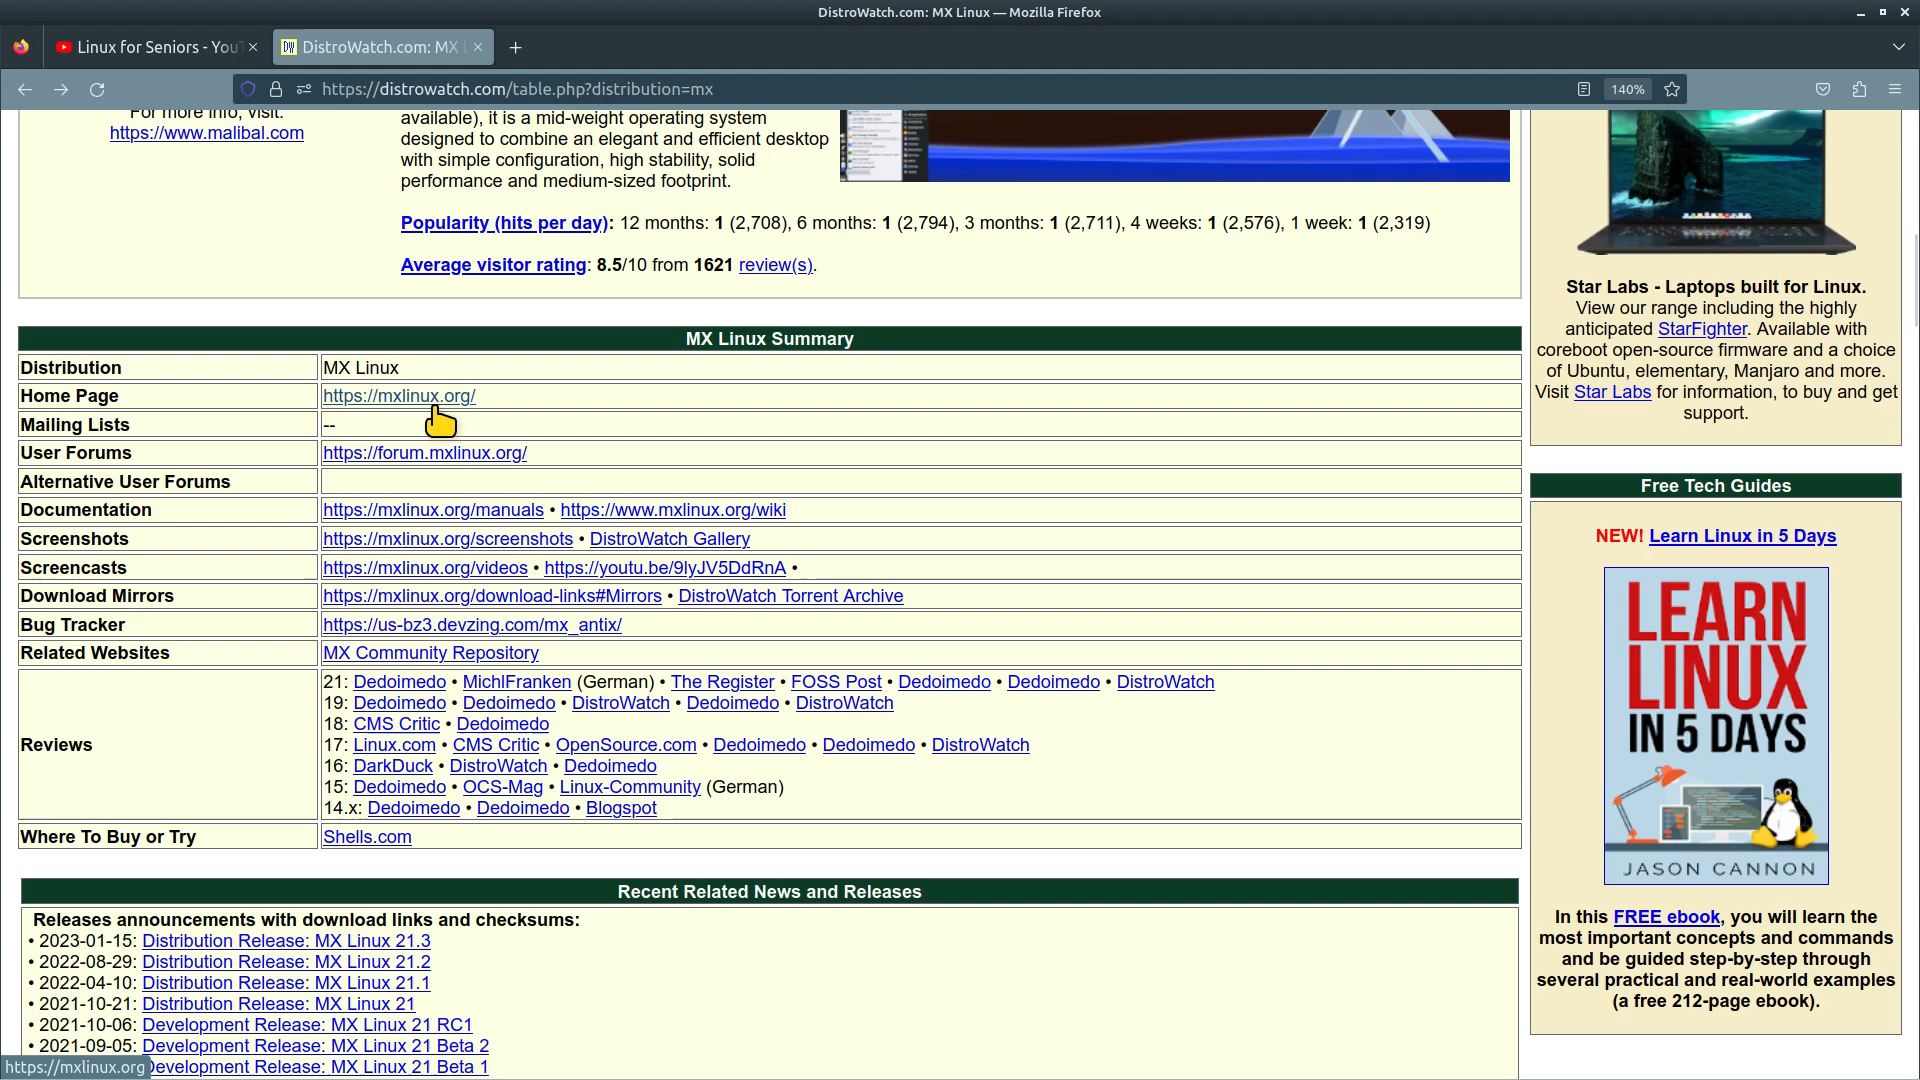 DistroWatch.com: MX Linux — Mozilla Firefox
Linux for Seniors - You
DW DistroWatch.com: MX L
https://distrowatch.com/table.php?distribution=mx
140%
For more info, visit:
https://www.malibal.com
available), it is a mid-weight operating system
designed to combine an elegant and efficient desktop
with simple configuration, high stability, solid
performance and medium-sized footprint.
Popularity (hits per day): 12 months: 1 (2,708), 6 months: 1 (2,794), 3 months: 1 (2,711), 4 weeks: 1 (2,576), 1 week: 1 (2,319)
Average visitor rating: 8.5/10 from 1621 review(s).
MX Linux Summary
Distribution MX Linux
Home Page https://mxlinux.org/
Mailing Lists --
User Forums https://forum.mxlinux.org/
Alternative User Forums
Documentation https://mxlinux.org/manuals • https://www.mxlinux.org/wiki
Screenshots https://mxlinux.org/screenshots • DistroWatch Gallery
Screencasts https://mxlinux.org/videos • https://youtu.be/9lyJV5DdRnA •
Download Mirrors https://mxlinux.org/download-links#Mirrors • DistroWatch Torrent Archive
Bug Tracker https://us-bz3.devzing.com/mx_antix/
Related Websites MX Community Repository
Reviews
21: Dedoimedo • MichlFranken (German) • The Register • FOSS Post • Dedoimedo • Dedoimedo • DistroWatch
19: Dedoimedo • Dedoimedo • DistroWatch • Dedoimedo • DistroWatch
18: CMS Critic • Dedoimedo
17: Linux.com • CMS Critic • OpenSource.com • Dedoimedo • Dedoimedo • DistroWatch
16: DarkDuck • DistroWatch • Dedoimedo
15: Dedoimedo • OCS-Mag • Linux-Community (German)
14.x: Dedoimedo • Dedoimedo • Blogspot
Where To Buy or Try Shells.com
Recent Related News and Releases
Releases announcements with download links and checksums:
• 2023-01-15: Distribution Release: MX Linux 21.3
• 2022-08-29: Distribution Release: MX Linux 21.2
• 2022-04-10: Distribution Release: MX Linux 21.1
• 2021-10-21: Distribution Release: MX Linux 21
• 2021-10-06: Development Release: MX Linux 21 RC1
• 2021-09-05: Development Release: MX Linux 21 Beta 2
Development Release: MX Linux 21 Beta 1
https://mxlinux.org
Star Labs - Laptops built for Linux.
View our range including the highly
anticipated StarFighter. Available with
coreboot open-source firmware and a choice
of Ubuntu, elementary, Manjaro and more.
Visit Star Labs for information, to buy and get
support.
Free Tech Guides
NEW! Learn Linux in 5 Days
LEARN
LINUX
IN 5 DAYS
JASON CANNON
In this FREE ebook, you will learn the
most important concepts and commands
and be guided step-by-step through
several practical and real-world examples
(a free 212-page ebook).